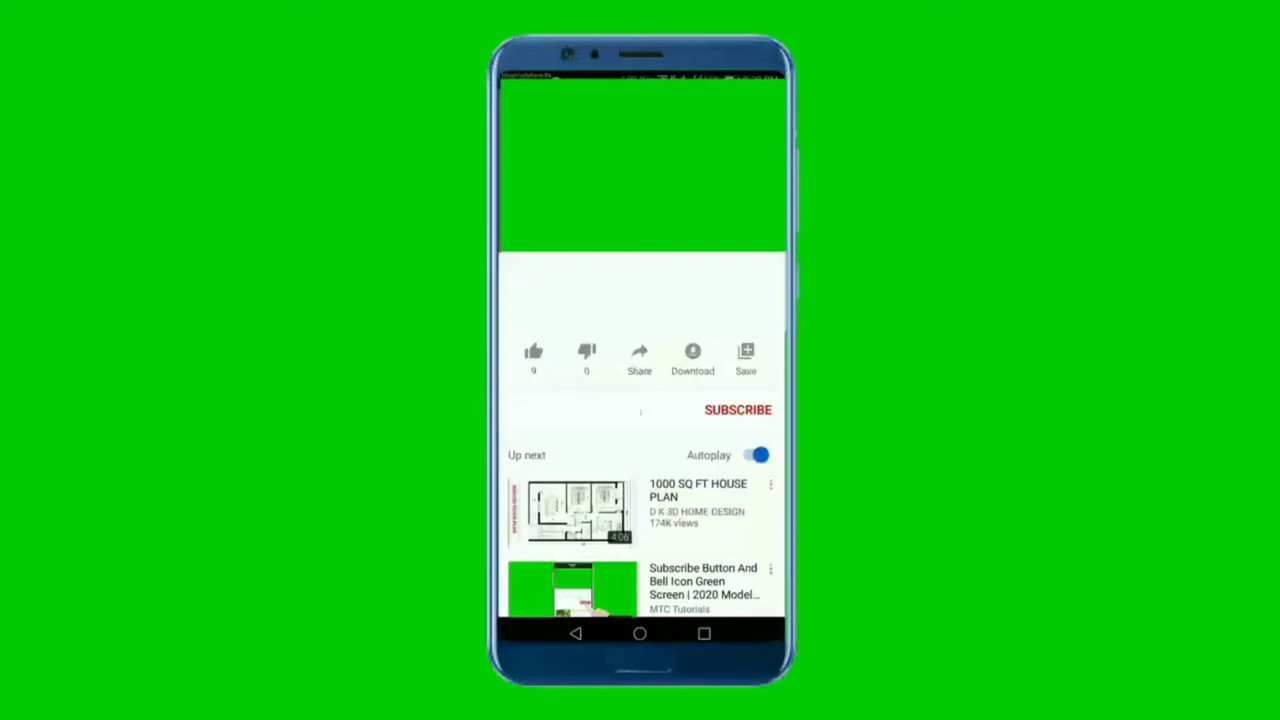 9
0
Share
Download
Save
SUBSCRIBE
Up next
Autoplay
1000 SQ FT HOUSE
PLAN
D K 3D HOME DESIGN
174K views
4:06
Subscribe Button And
Bell Icon Green
Screen | 2020 Model...
MTC Tutorials